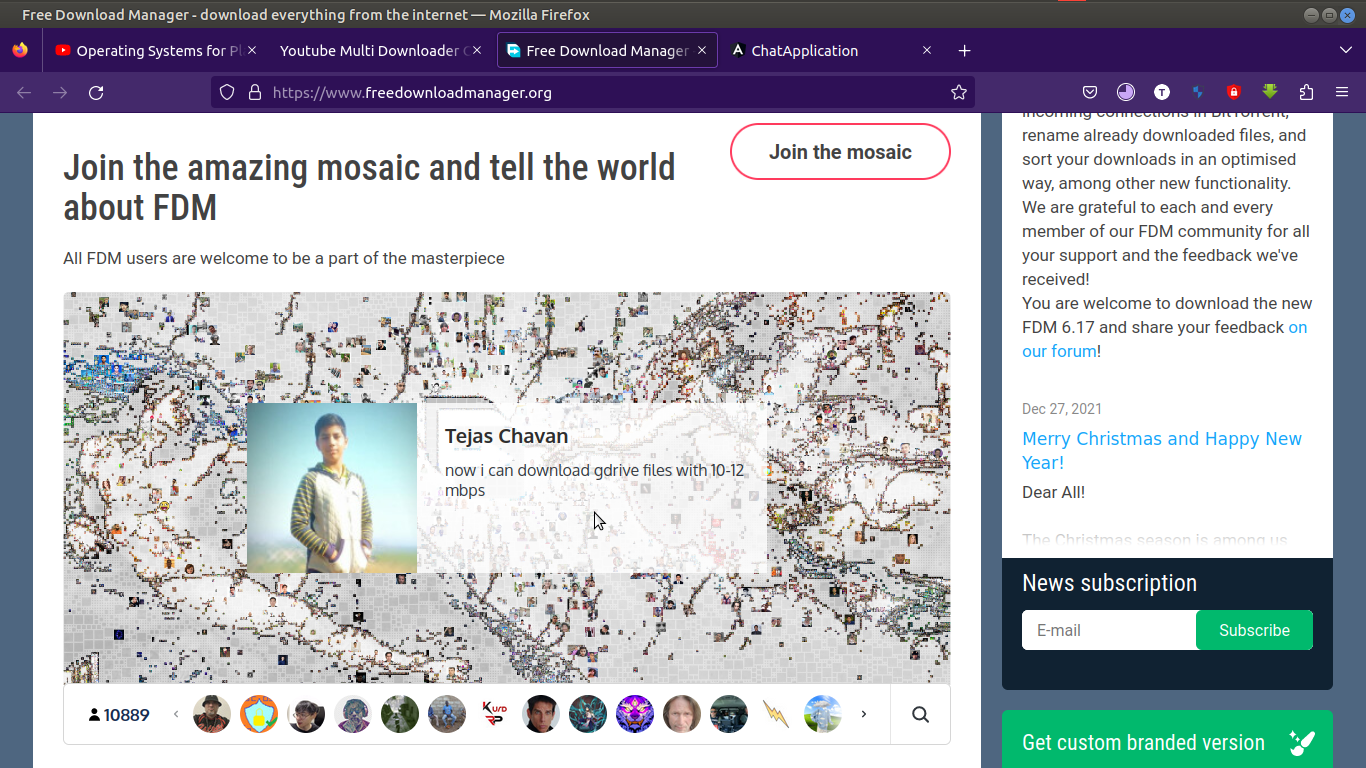 Free Download Manager - download everything from the internet — Mozilla Firefox
Operating Systems for Pl
Youtube Multi Downloader
Free Download Manager
ChatApplication
https://www.freedownloadmanager.org
Join the amazing mosaic and tell the world
about FDM
Join the mosaic
All FDM users are welcome to be a part of the masterpiece
Tejas Chavan
now i can download gdrive files with 10-12
mbps
10889
incoming connections in BitTorrent,
rename already downloaded files, and
sort your downloads in an optimised
way, among other new functionality.
We are grateful to each and every
member of our FDM community for all
your support and the feedback we've
received!
You are welcome to download the new
FDM 6.17 and share your feedback on
our forum!
Dec 27, 2021
Merry Christmas and Happy New
Year!
Dear All!
The Christmas season is among us
News subscription
E-mail
Subscribe
Get custom branded version